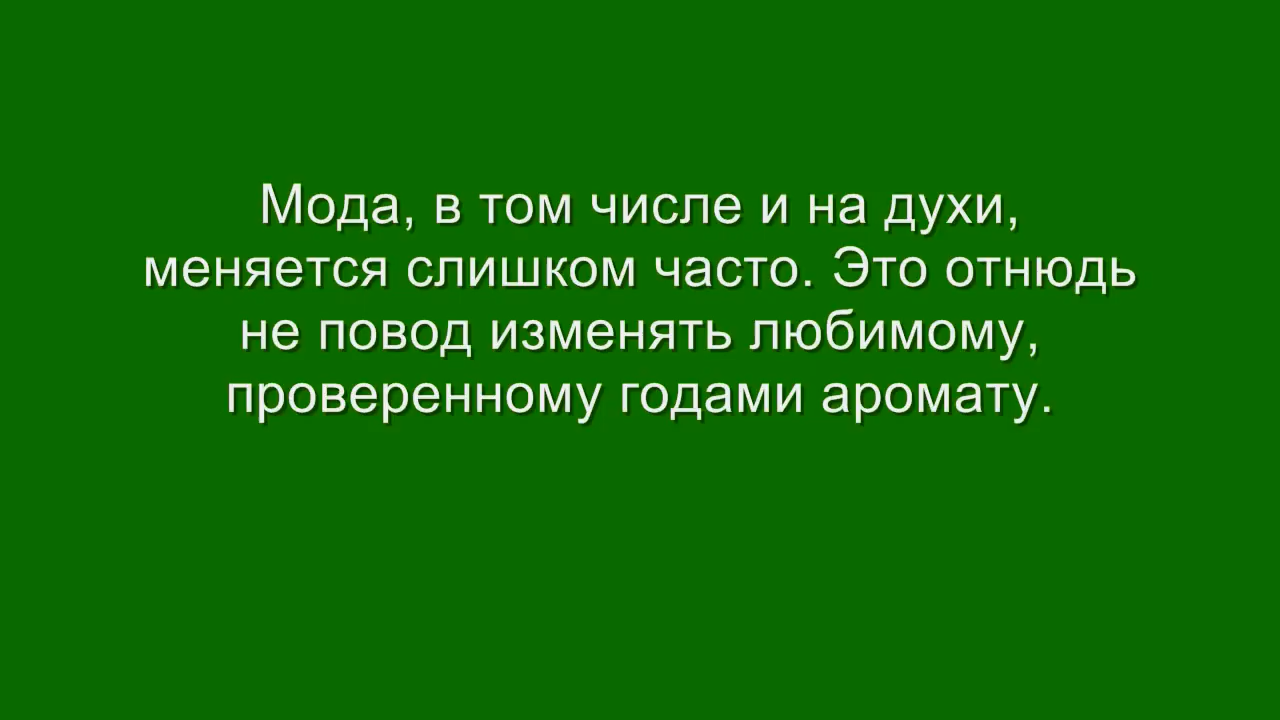 Мода, в том числе и на духи,
меняется слишком часто. Это отнюдь
не повод изменять любимому,
проверенному годами аромату.